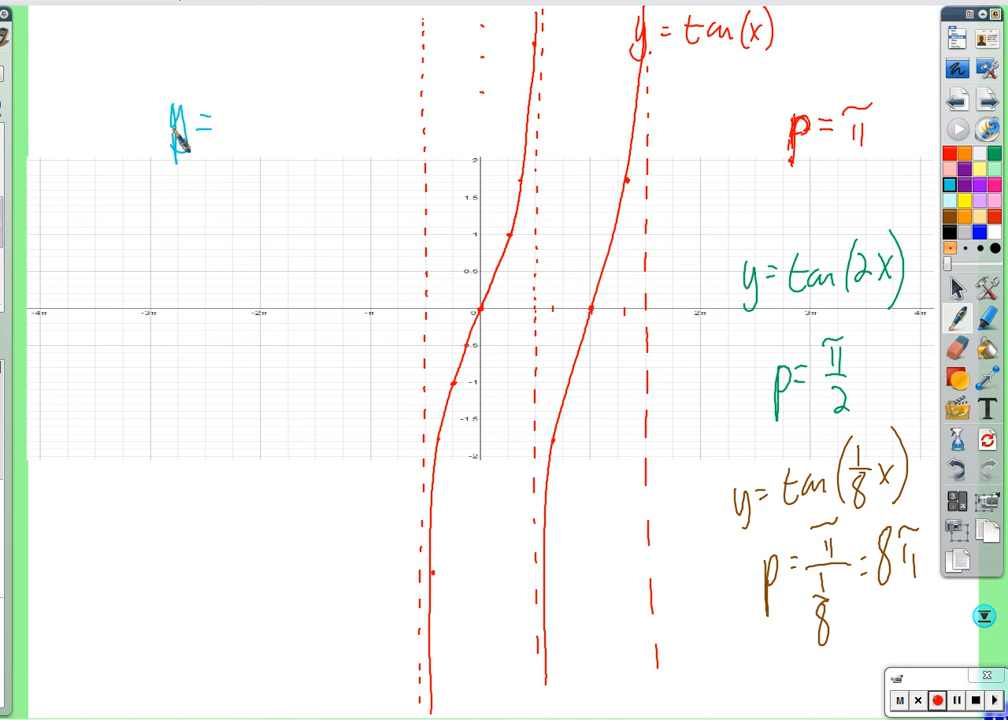 y = tan(x)
p = π
y = tan(2x)
p = π/2
y = tan(1/8 x)
p = π/(1/8) = 8π
=
2
1.5
1
0.5
-4π -2π -π 0 π 2π 3π 4π
-0.5
-1
-1.5
-2
T
M